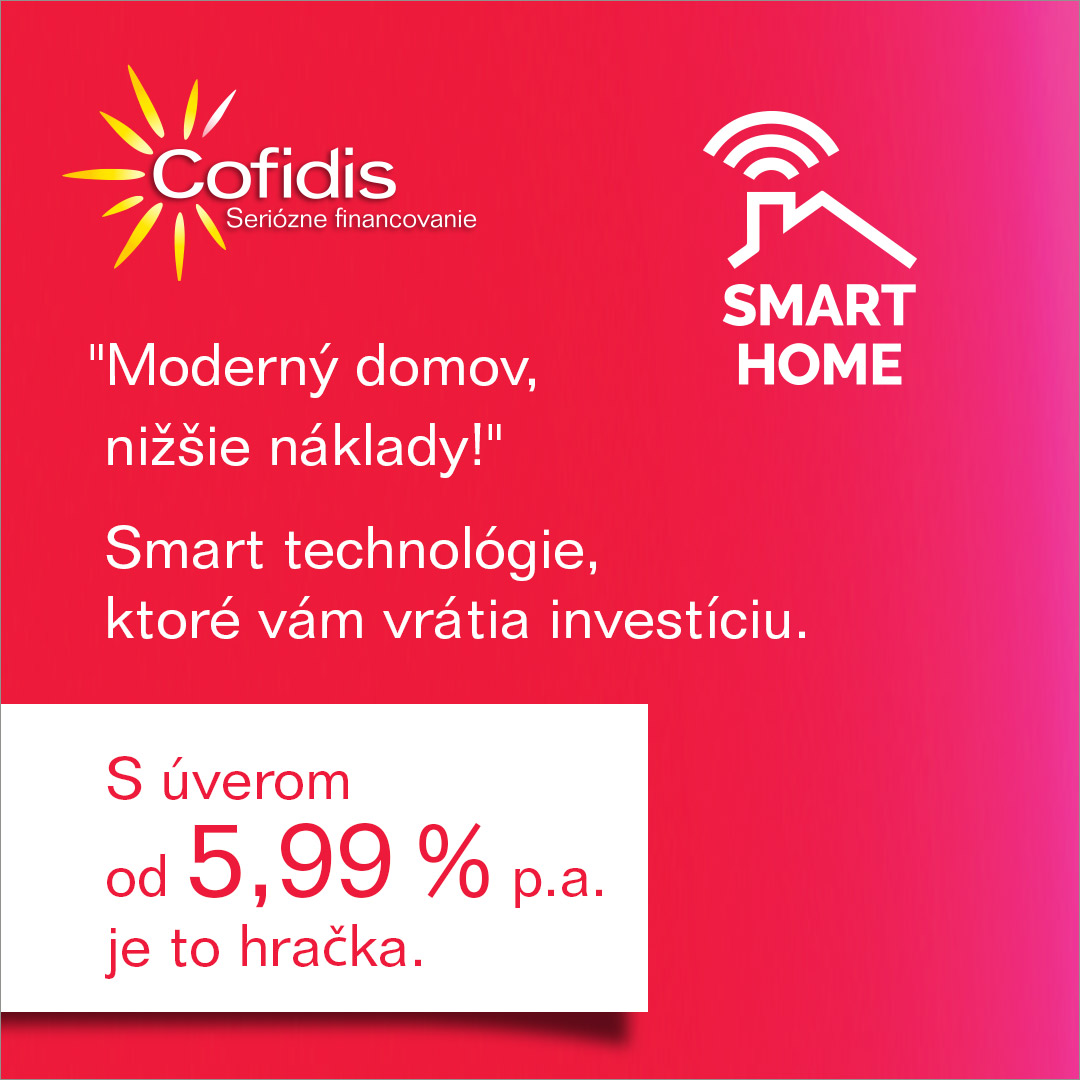 Cofidis
Seriózne financovanie
SMART
HOME
"Moderný domov,
nižšie náklady!"
Smart technológie,
ktoré vám vrátia investíciu.
S úverom
od 5,99 % p.a.
je to hračka.